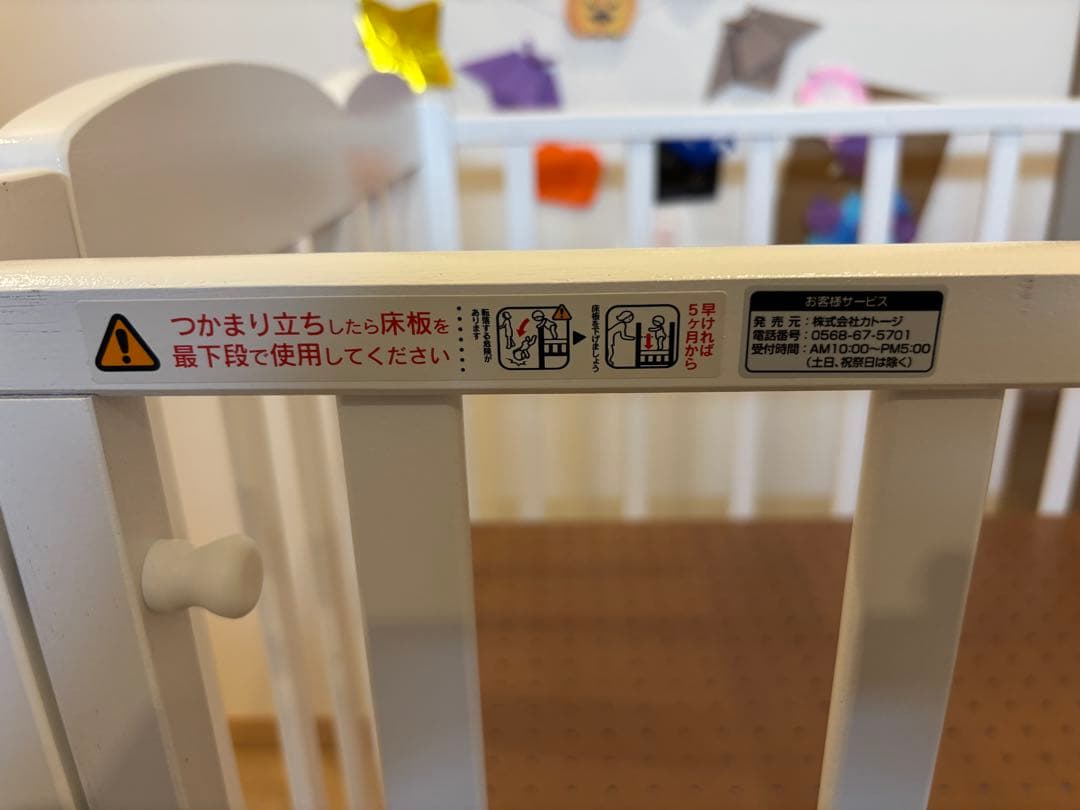 つかまり立ちしたら床板を
最下段で使用してください
転落する危険が
あります
床板を下げましょう
早ければ
5ヶ月から
お客様サービス
発売元：株式会社カトージ
電話番号：0568-67-5701
受付時間：AM10:00～PM5:00
（土日、祝祭日は除く）